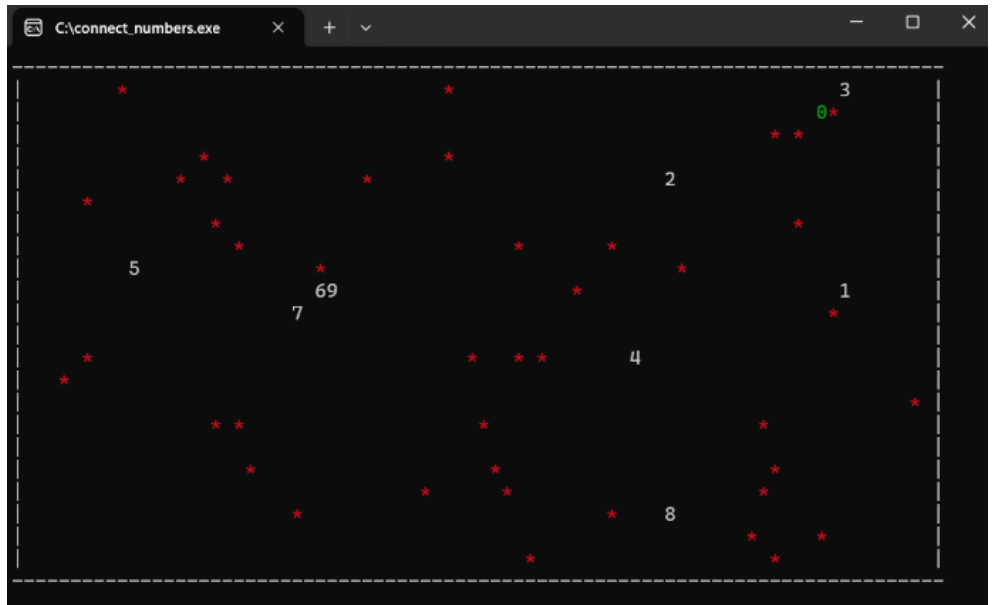 C:\connect_numbers.exe
--------------------------------------------------------------------------------
|        *                           *                                 3       |
|                                                                    0*        |
|                                                                * *           |
|               *                    *                                         |
|             *   *           *                         2                      |
|     *                                                                        |
|                *                                                 *           |
|                  *                       *       *                           |
|         5               *                              *                     |
|                         69                    *                      1       |
|                       7                                             *        |
|                                                                              |
|     *                                *   * *       4                         |
|   *                                                                          |
|                                                                            * |
|                * *                    *                       *              |
|                                                                              |
|                   *                    *                       *             |
|                                  *      *                     *              |
|                       *                          *    8                      |
|                                                              *     *         |
|                                           *                    *             |
--------------------------------------------------------------------------------